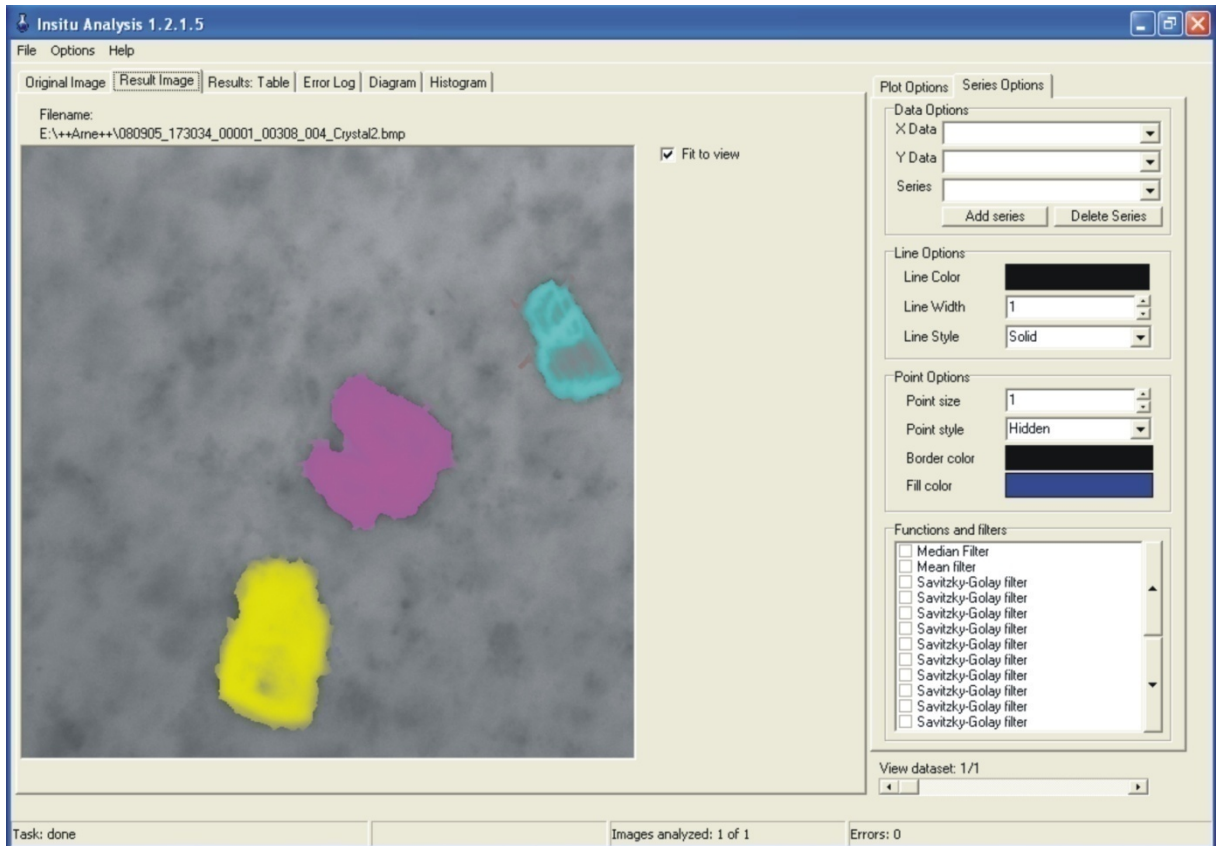 Insitu Analysis 1.2.1.5
File Options Help
Original Image Result Image Results: Table Error Log Diagram Histogram
Filename:
E:\++Arne++\080905_173034_00001_00308_004_Crystal2.bmp
Fit to view
Plot Options Series Options
Data Options
X Data
Y Data
Series
Add series Delete Series
Line Options
Line Color
Line Width 1
Line Style Solid
Point Options
Point size 1
Point style Hidden
Border color
Fill color
Functions and filters
Median Filter
Mean filter
Savitzky-Golay filter
Savitzky-Golay filter
Savitzky-Golay filter
Savitzky-Golay filter
Savitzky-Golay filter
Savitzky-Golay filter
Savitzky-Golay filter
Savitzky-Golay filter
Savitzky-Golay filter
Savitzky-Golay filter
View dataset: 1/1
Task: done Images analyzed: 1 of 1 Errors: 0